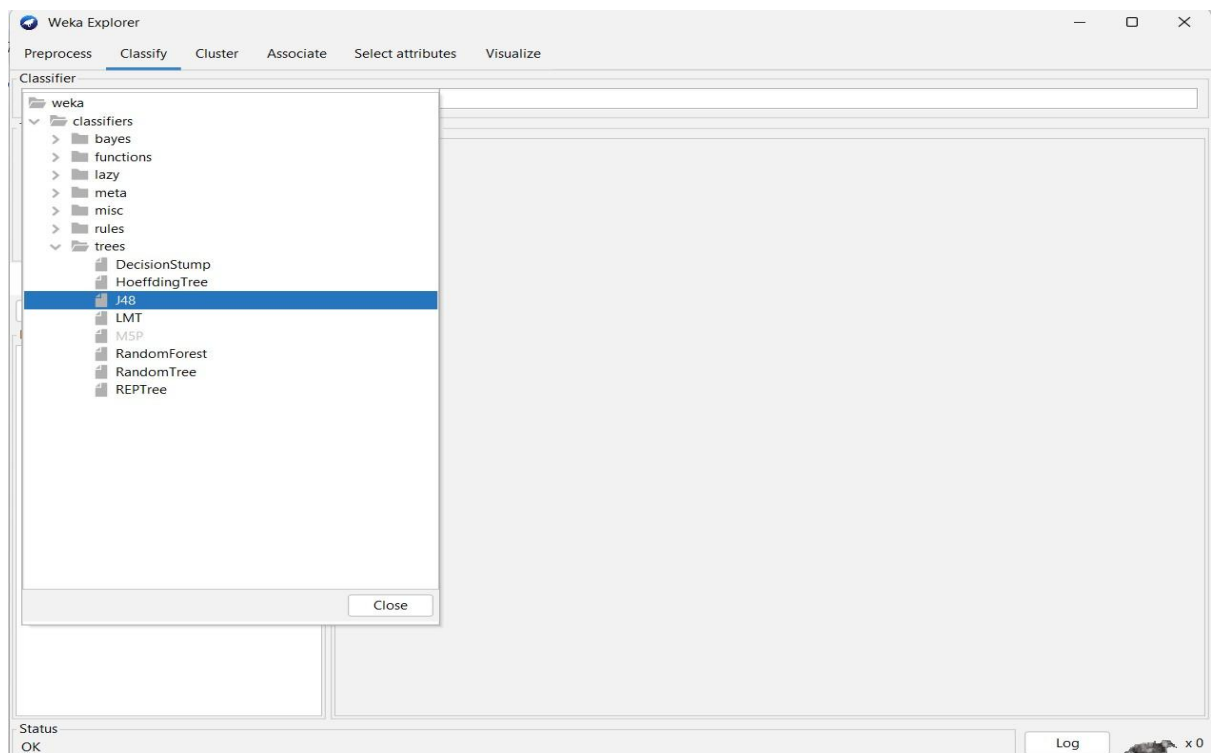 Weka Explorer
Preprocess Classify Cluster Associate Select attributes Visualize
Classifier
weka
classifiers
bayes
functions
lazy
meta
misc
rules
trees
DecisionStump
HoeffdingTree
J48
LMT
M5P
RandomForest
RandomTree
REPTree
Close
Status
OK
Log
x 0